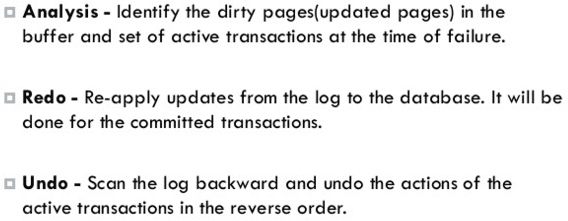 Analysis - Identify the dirty pages(updated pages) in the
buffer and set of active transactions at the time of failure.
Redo - Re-apply updates from the log to the database. It will be
done for the committed transactions.
Undo - Scan the log backward and undo the actions of the
active transactions in the reverse order.